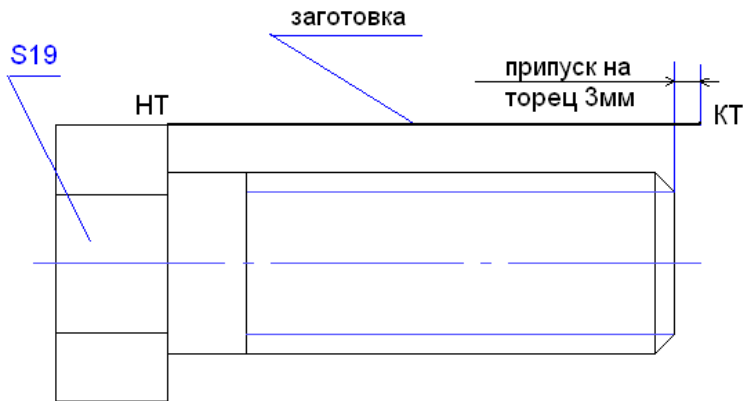 заготовка
S19
припуск на
торец 3мм
НТ
КТ